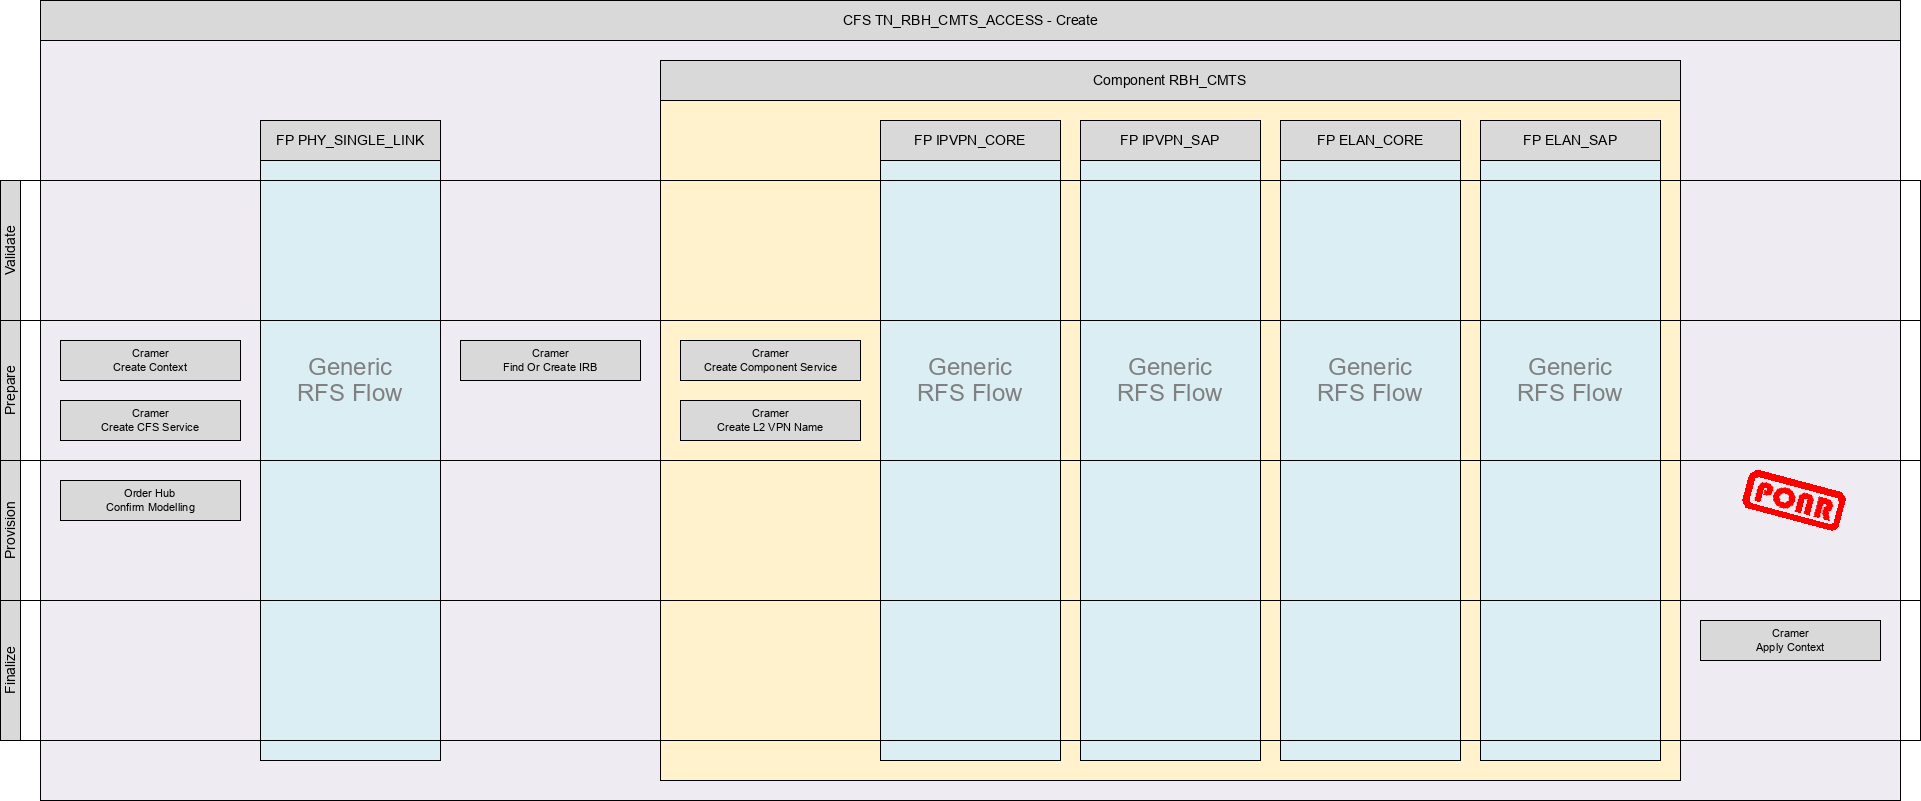 CFS TN_RBH_CMTS_ACCESS - Create
Component RBH_CMTS
FP PHY_SINGLE_LINK
FP IPVPN_CORE
FP IPVPN_SAP
FP ELAN_CORE
FP ELAN_SAP
Validate
Prepare
Cramer
Create Context
Cramer
Create CFS Service
Generic
RFS Flow
Cramer
Find Or Create IRB
Cramer
Create Component Service
Cramer
Create L2 VPN Name
Generic
RFS Flow
Generic
RFS Flow
Generic
RFS Flow
Generic
RFS Flow
Provision
Order Hub
Confirm Modelling
PONR
Finalize
Cramer
Apply Context